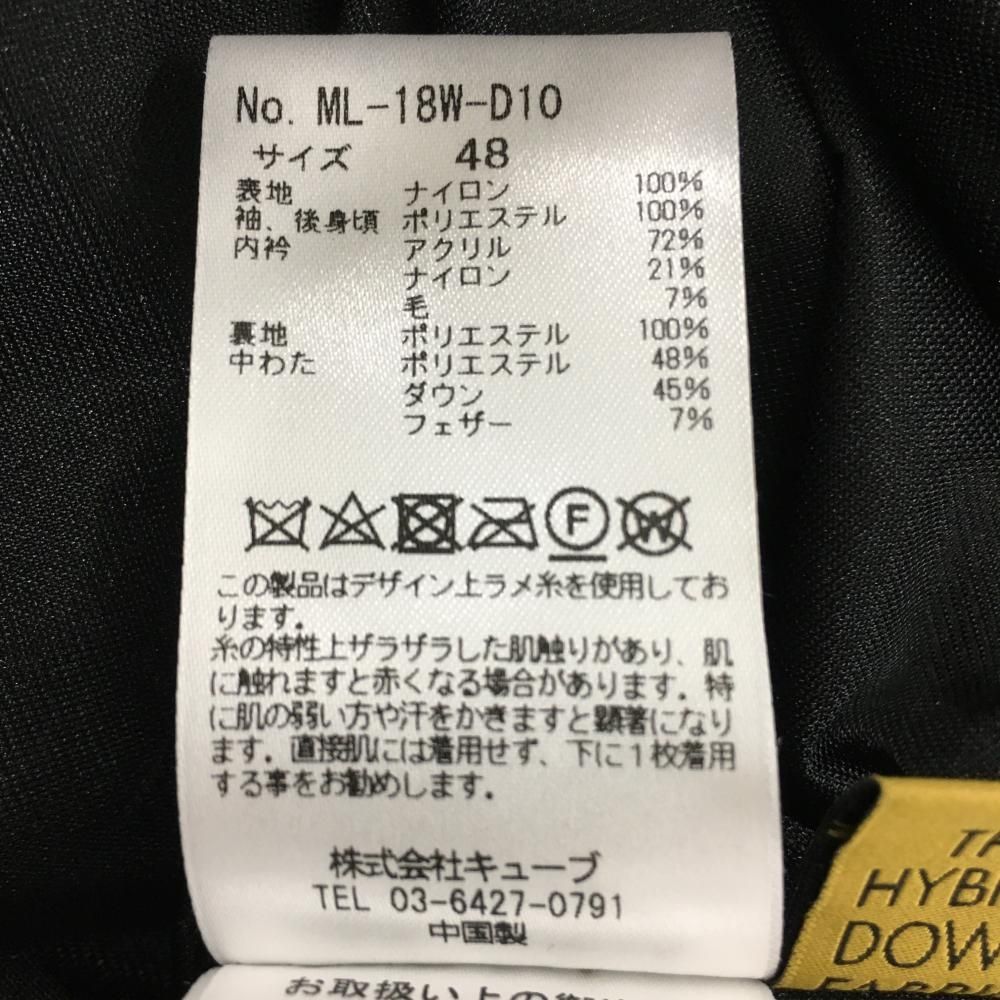 No. ML-18W-D10
サイズ 48
表地 ナイロン 100%
袖、後身頃 ポリエステル 100%
内衿 アクリル 72%
ナイロン 21%
毛 7%
裏地 ポリエステル 100%
中わた ポリエステル 48%
ダウン 45%
フェザー 7%
F W
この製品はデザイン上ラメ糸を使用してお
ります。
糸の特性上ザラザラした肌触りがあり、肌
に触れますと赤くなる場合があります。特
に肌の弱い方や汗をかきますと顕著になり
ます。直接肌には着用せず、下に1枚着用
する事をお勧めします。
株式会社キューブ
TEL 03-6427-0791
中国製
お取扱い上の
HYB
DOW